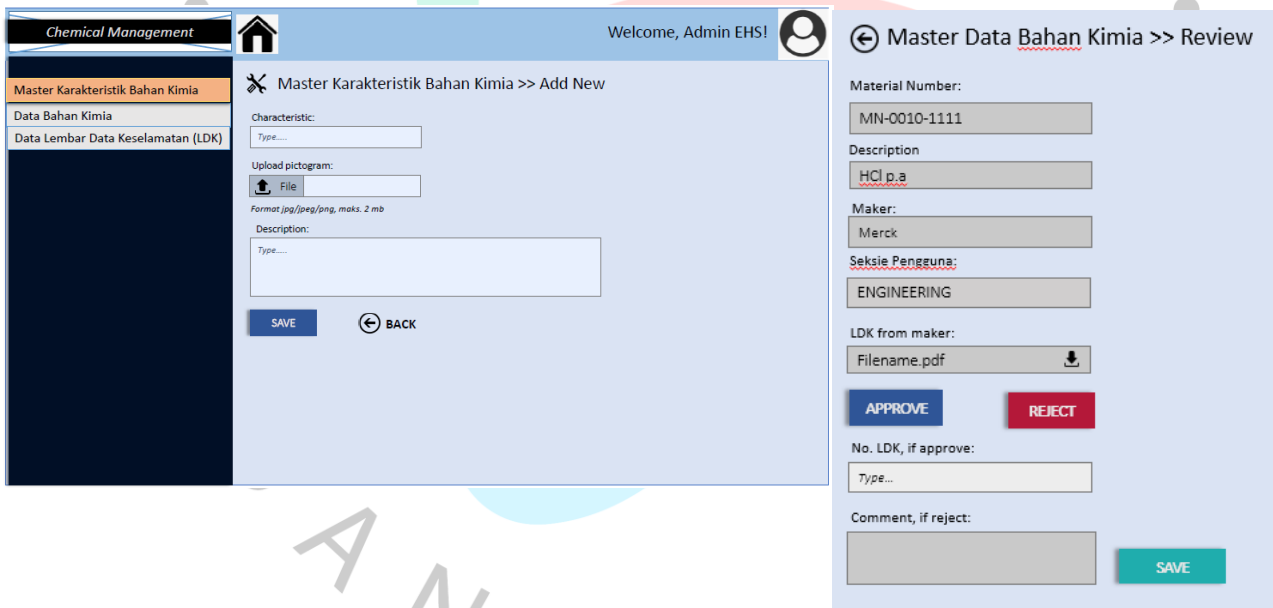 Chemical Management
Welcome, Admin EHS!
Master Karakteristik Bahan Kimia
Data Bahan Kimia
Data Lembar Data Keselamatan (LDK)
Master Karakteristik Bahan Kimia >> Add New
Characteristic:
Type.....
Upload pictogram:
File
Format jpg/jpeg/png, maks. 2 mb
Description:
Type.....
SAVE
BACK
Master Data Bahan Kimia >> Review
Material Number:
MN-0010-1111
Description
HCl p.a
Maker:
Merck
Seksie Pengguna:
ENGINEERING
LDK from maker:
Filename.pdf
APPROVE
REJECT
No. LDK, if approve:
Type...
Comment, if reject:
SAVE
A N